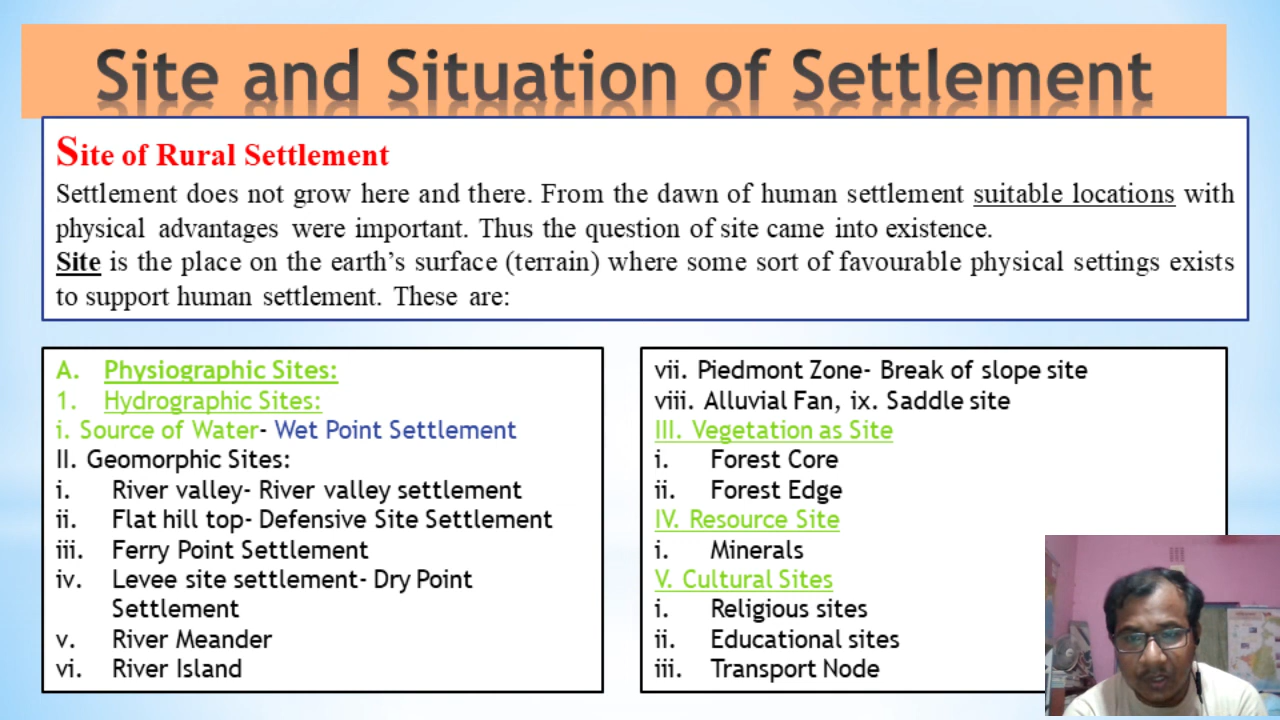 Site and Situation of Settlement
Site of Rural Settlement
Settlement does not grow here and there. From the dawn of human settlement suitable locations with
physical advantages were important. Thus the question of site came into existence.
Site is the place on the earth's surface (terrain) where some sort of favourable physical settings exists
to support human settlement. These are:
A. Physiographic Sites:
1. Hydrographic Sites:
i. Source of Water- Wet Point Settlement
II. Geomorphic Sites:
i. River valley- River valley settlement
ii. Flat hill top- Defensive Site Settlement
iii. Ferry Point Settlement
iv. Levee site settlement- Dry Point
Settlement
v. River Meander
vi. River Island
vii. Piedmont Zone- Break of slope site
viii. Alluvial Fan, ix. Saddle site
III. Vegetation as Site
i. Forest Core
ii. Forest Edge
IV. Resource Site
i. Minerals
V. Cultural Sites
i. Religious sites
ii. Educational sites
iii. Transport Node